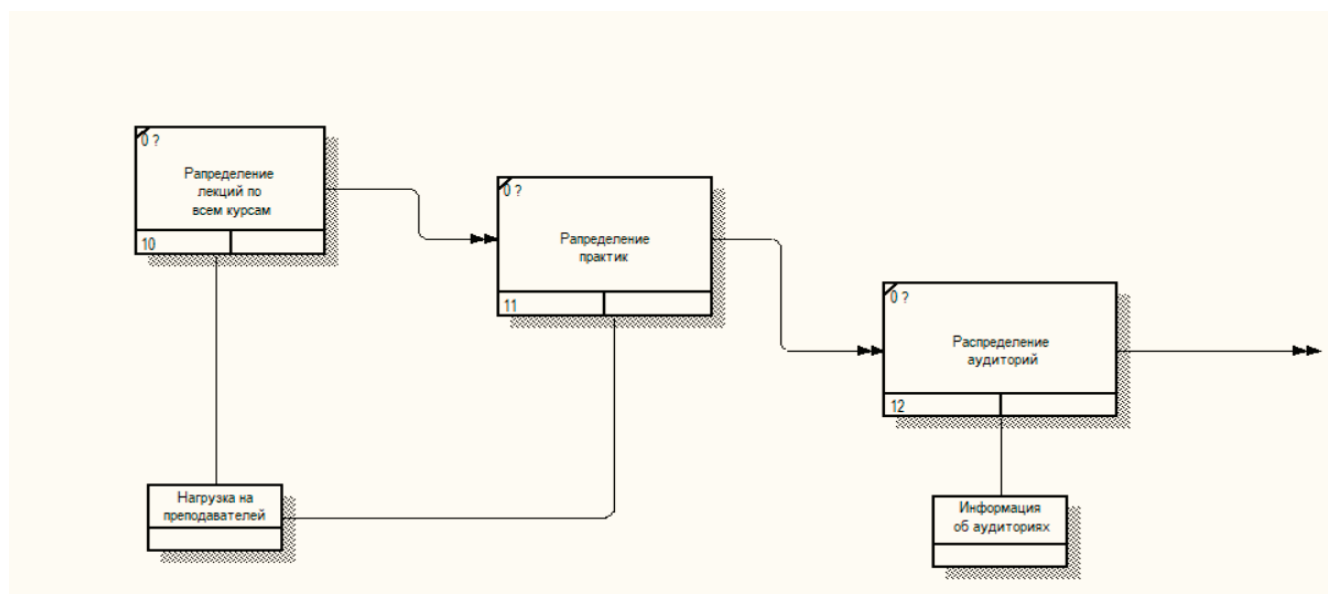 0 ?
Рапределение
лекций по
всем курсам
10
0 ?
Рапределение
практик
11
0 ?
Распределение
аудиторий
12
Нагрузка на
преподавателей
Информация
об аудиториях